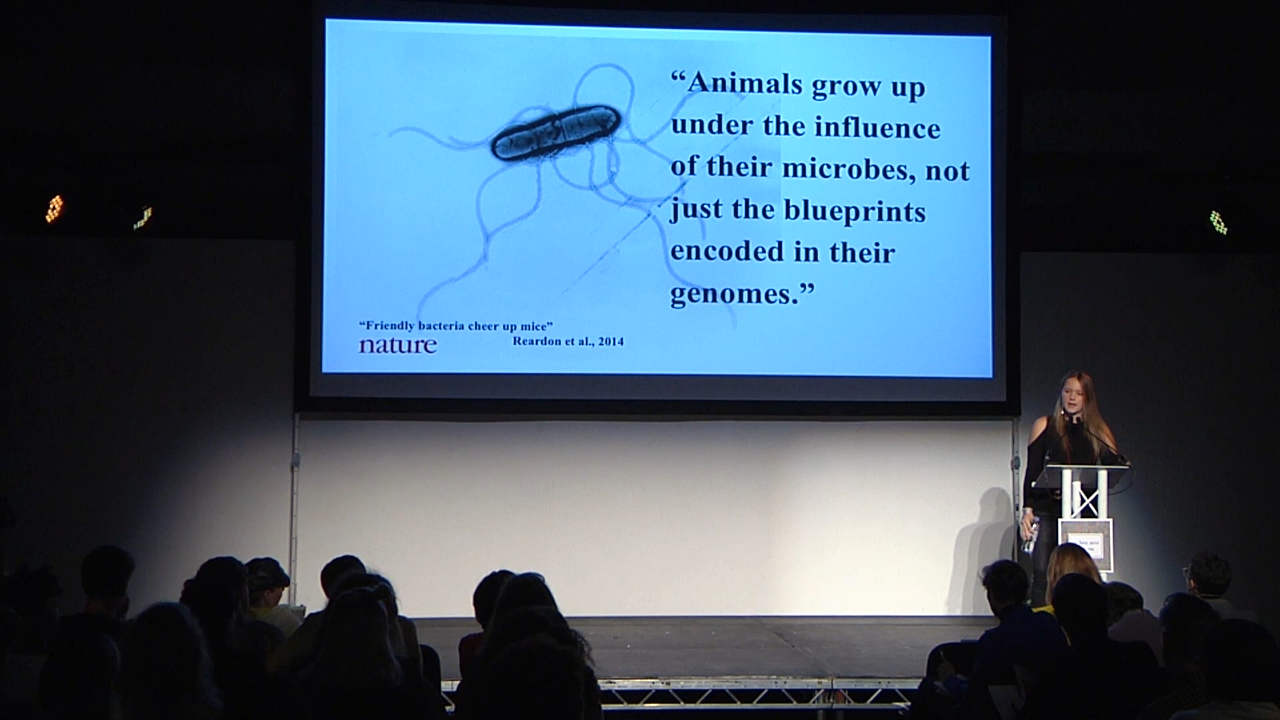 “Animals grow up
under the influence
of their microbes, not
just the blueprints
encoded in their
genomes.”
“Friendly bacteria cheer up mice”
nature
Reardon et al., 2014